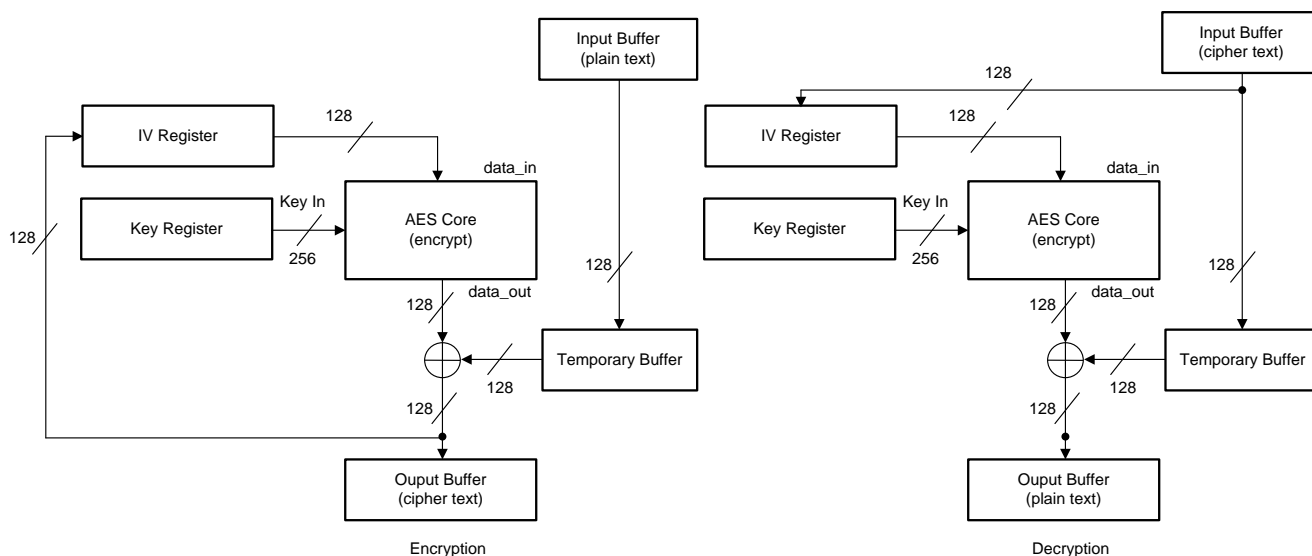 Input Buffer
(plain text)
128
IV Register
data_in
Key In
Key Register
256
AES Core
(encrypt)
128
128
data_out
128
Temporary Buffer
128
128
Ouput Buffer
(cipher text)
Encryption
Input Buffer
(cipher text)
128
128
IV Register
data_in
Key In
Key Register
256
AES Core
(encrypt)
128
data_out
128
Temporary Buffer
128
128
Ouput Buffer
(plain text)
Decryption